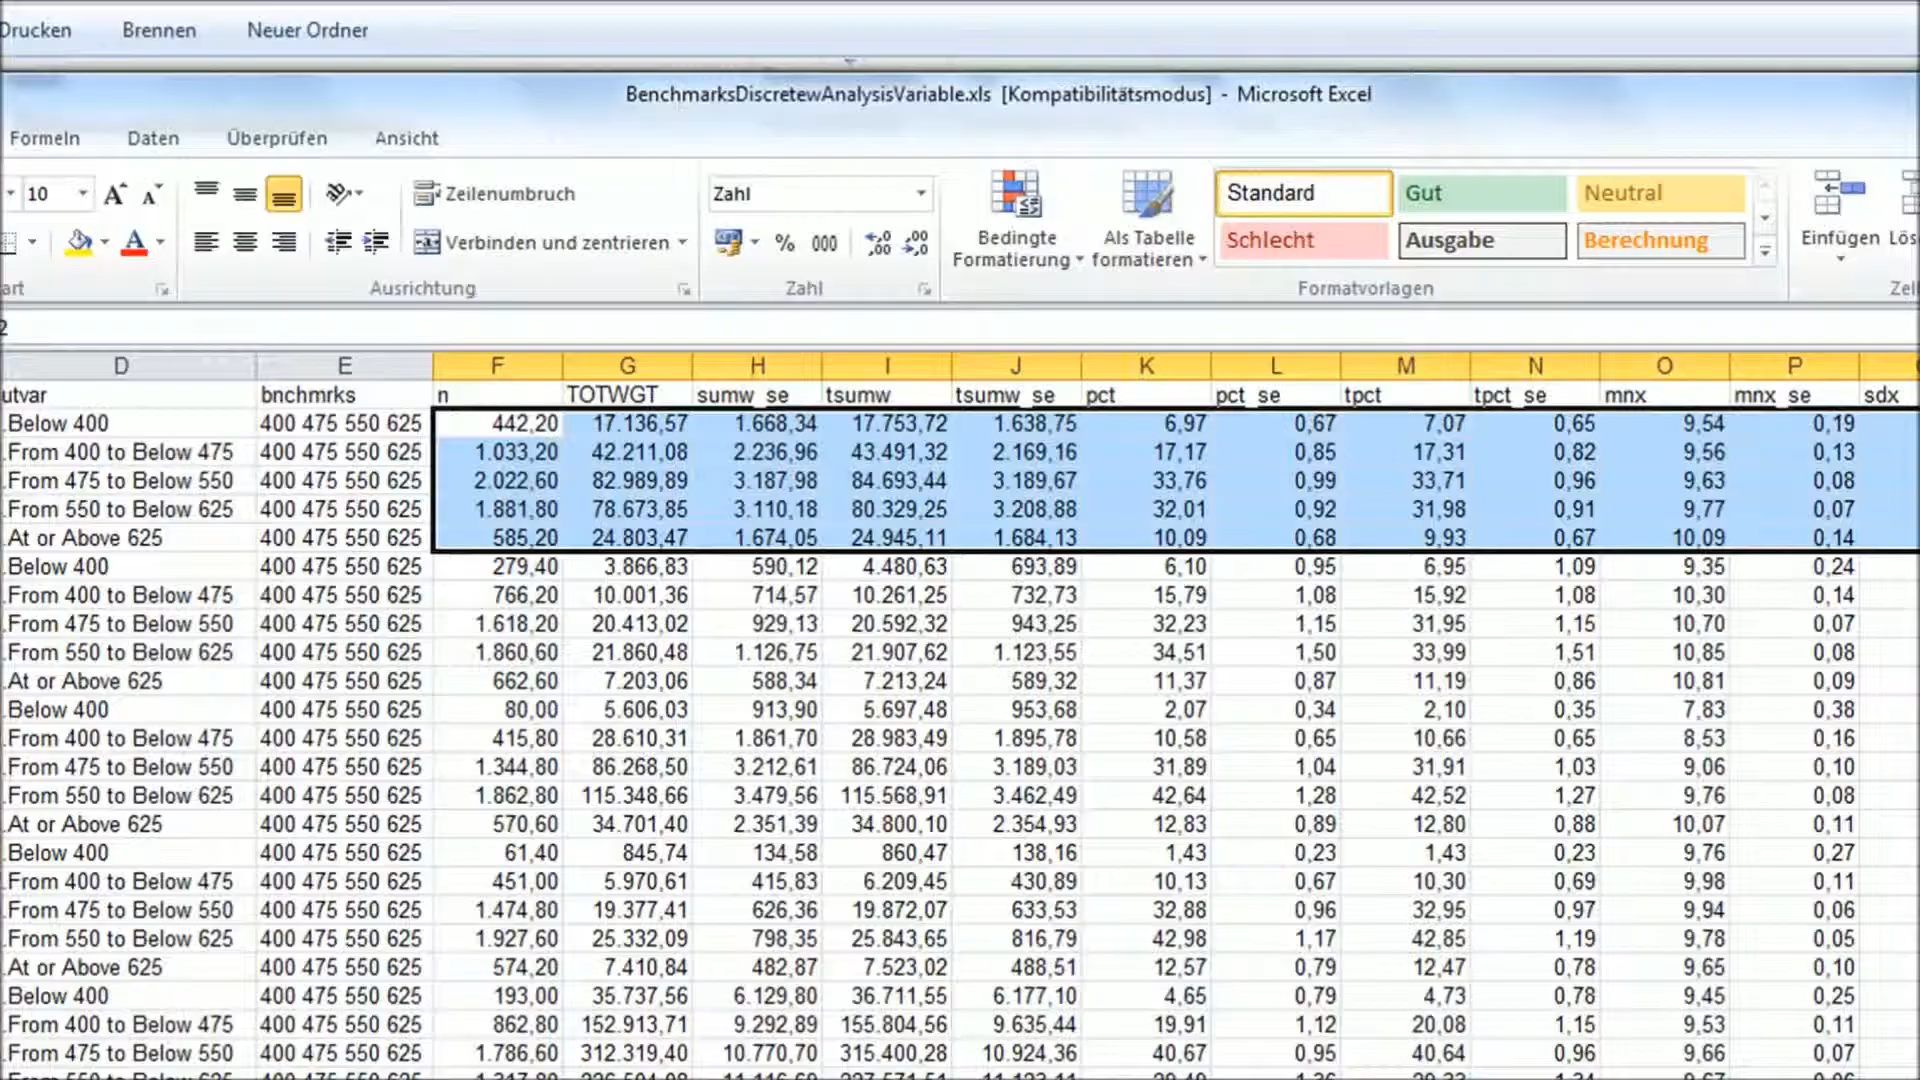 Drucken Brennen Neuer Ordner
BenchmarksDiscretewAnalysisVariable.xls [Kompatibilitätsmodus] - Microsoft Excel
Formeln Daten Überprüfen Ansicht
10 A A Zeilenumbruch Zahl Standard Gut Neutral
A Verbinden und zentrieren % 000 Bedingte Formatierung Als Tabelle formatieren Schlecht Ausgabe Berechnung Einfügen
Ausrichtung Zahl Formatvorlagen
2
D E F G H I J K L M N O P
utvar bnchmrks n TOTWGT sumw_se tsumw tsumw_se pct pct_se tpct tpct_se mnx mnx_se sdx
.Below 400 400 475 550 625 442,20 17.136,57 1.668,34 17.753,72 1.638,75 6,97 0,67 7,07 0,65 9,54 0,19
.From 400 to Below 475 400 475 550 625 1.033,20 42.211,08 2.236,96 43.491,32 2.169,16 17,17 0,85 17,31 0,82 9,56 0,13
.From 475 to Below 550 400 475 550 625 2.022,60 82.989,89 3.187,98 84.693,44 3.189,67 33,76 0,99 33,71 0,96 9,63 0,08
.From 550 to Below 625 400 475 550 625 1.881,80 78.673,85 3.110,18 80.329,25 3.208,88 32,01 0,92 31,98 0,91 9,77 0,07
.At or Above 625 400 475 550 625 585,20 24.803,47 1.674,05 24.945,11 1.684,13 10,09 0,68 9,93 0,67 10,09 0,14
.Below 400 400 475 550 625 279,40 3.866,83 590,12 4.480,63 693,89 6,10 0,95 6,95 1,09 9,35 0,24
.From 400 to Below 475 400 475 550 625 766,20 10.001,36 714,57 10.261,25 732,73 15,79 1,08 15,92 1,08 10,30 0,14
.From 475 to Below 550 400 475 550 625 1.618,20 20.413,02 929,13 20.592,32 943,25 32,23 1,15 31,95 1,15 10,70 0,07
.From 550 to Below 625 400 475 550 625 1.860,60 21.860,48 1.126,75 21.907,62 1.123,55 34,51 1,50 33,99 1,51 10,85 0,08
.At or Above 625 400 475 550 625 662,60 7.203,06 588,34 7.213,24 589,32 11,37 0,87 11,19 0,86 10,81 0,09
.Below 400 400 475 550 625 80,00 5.606,03 913,90 5.697,48 953,68 2,07 0,34 2,10 0,35 7,83 0,38
.From 400 to Below 475 400 475 550 625 415,80 28.610,31 1.861,70 28.983,49 1.895,78 10,58 0,65 10,66 0,65 8,53 0,16
.From 475 to Below 550 400 475 550 625 1.344,80 86.268,50 3.212,61 86.724,06 3.189,03 31,89 1,04 31,91 1,03 9,06 0,10
.From 550 to Below 625 400 475 550 625 1.862,80 115.348,66 3.479,56 115.568,91 3.462,49 42,64 1,28 42,52 1,27 9,76 0,08
.At or Above 625 400 475 550 625 570,60 34.701,40 2.351,39 34.800,10 2.354,93 12,83 0,89 12,80 0,88 10,07 0,11
.Below 400 400 475 550 625 61,40 845,74 134,58 860,47 138,16 1,43 0,23 1,43 0,23 9,76 0,27
.From 400 to Below 475 400 475 550 625 451,00 5.970,61 415,83 6.209,45 430,89 10,13 0,67 10,30 0,69 9,98 0,11
.From 475 to Below 550 400 475 550 625 1.474,80 19.377,41 626,36 19.872,07 633,53 32,88 0,96 32,95 0,97 9,94 0,06
.From 550 to Below 625 400 475 550 625 1.927,60 25.332,09 798,35 25.843,65 816,79 42,98 1,17 42,85 1,19 9,78 0,05
.At or Above 625 400 475 550 625 574,20 7.410,84 482,87 7.523,02 488,51 12,57 0,79 12,47 0,78 9,65 0,10
.Below 400 400 475 550 625 193,00 35.737,56 6.129,80 36.711,55 6.177,10 4,65 0,79 4,73 0,78 9,45 0,25
.From 400 to Below 475 400 475 550 625 862,80 152.913,71 9.292,89 155.804,56 9.635,44 19,91 1,12 20,08 1,15 9,53 0,11
.From 475 to Below 550 400 475 550 625 1.786,60 312.319,40 10.770,70 315.400,28 10.924,36 40,67 0,95 40,64 0,96 9,66 0,07